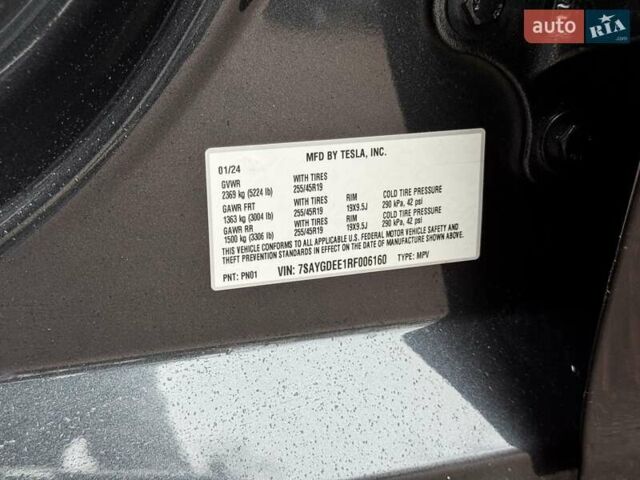 auto RIA.com
MFD BY TESLA, INC.
01/24
GVWR WITH TIRES
2369 kg (5224 lb) 255/45R19
GAWR FRT WITH TIRES RIM COLD TIRE PRESSURE
1363 kg (3004 lb) 255/45R19 19X9.5J 290 kPa, 42 psi
GAWR RR WITH TIRES RIM COLD TIRE PRESSURE
1500 kg (3306 lb) 255/45R19 19X9.5J 290 kPa, 42 psi
THIS VEHICLE CONFORMS TO ALL APPLICABLE U.S. FEDERAL MOTOR VEHICLE SAFETY AND
THEFT PREVENTION STANDARDS IN EFFECT ON THE DATE OF MANUFACTURE SHOWN ABOVE.
PNT: PN01 VIN: 7SAYGDEE1RF006160 TYPE: MPV